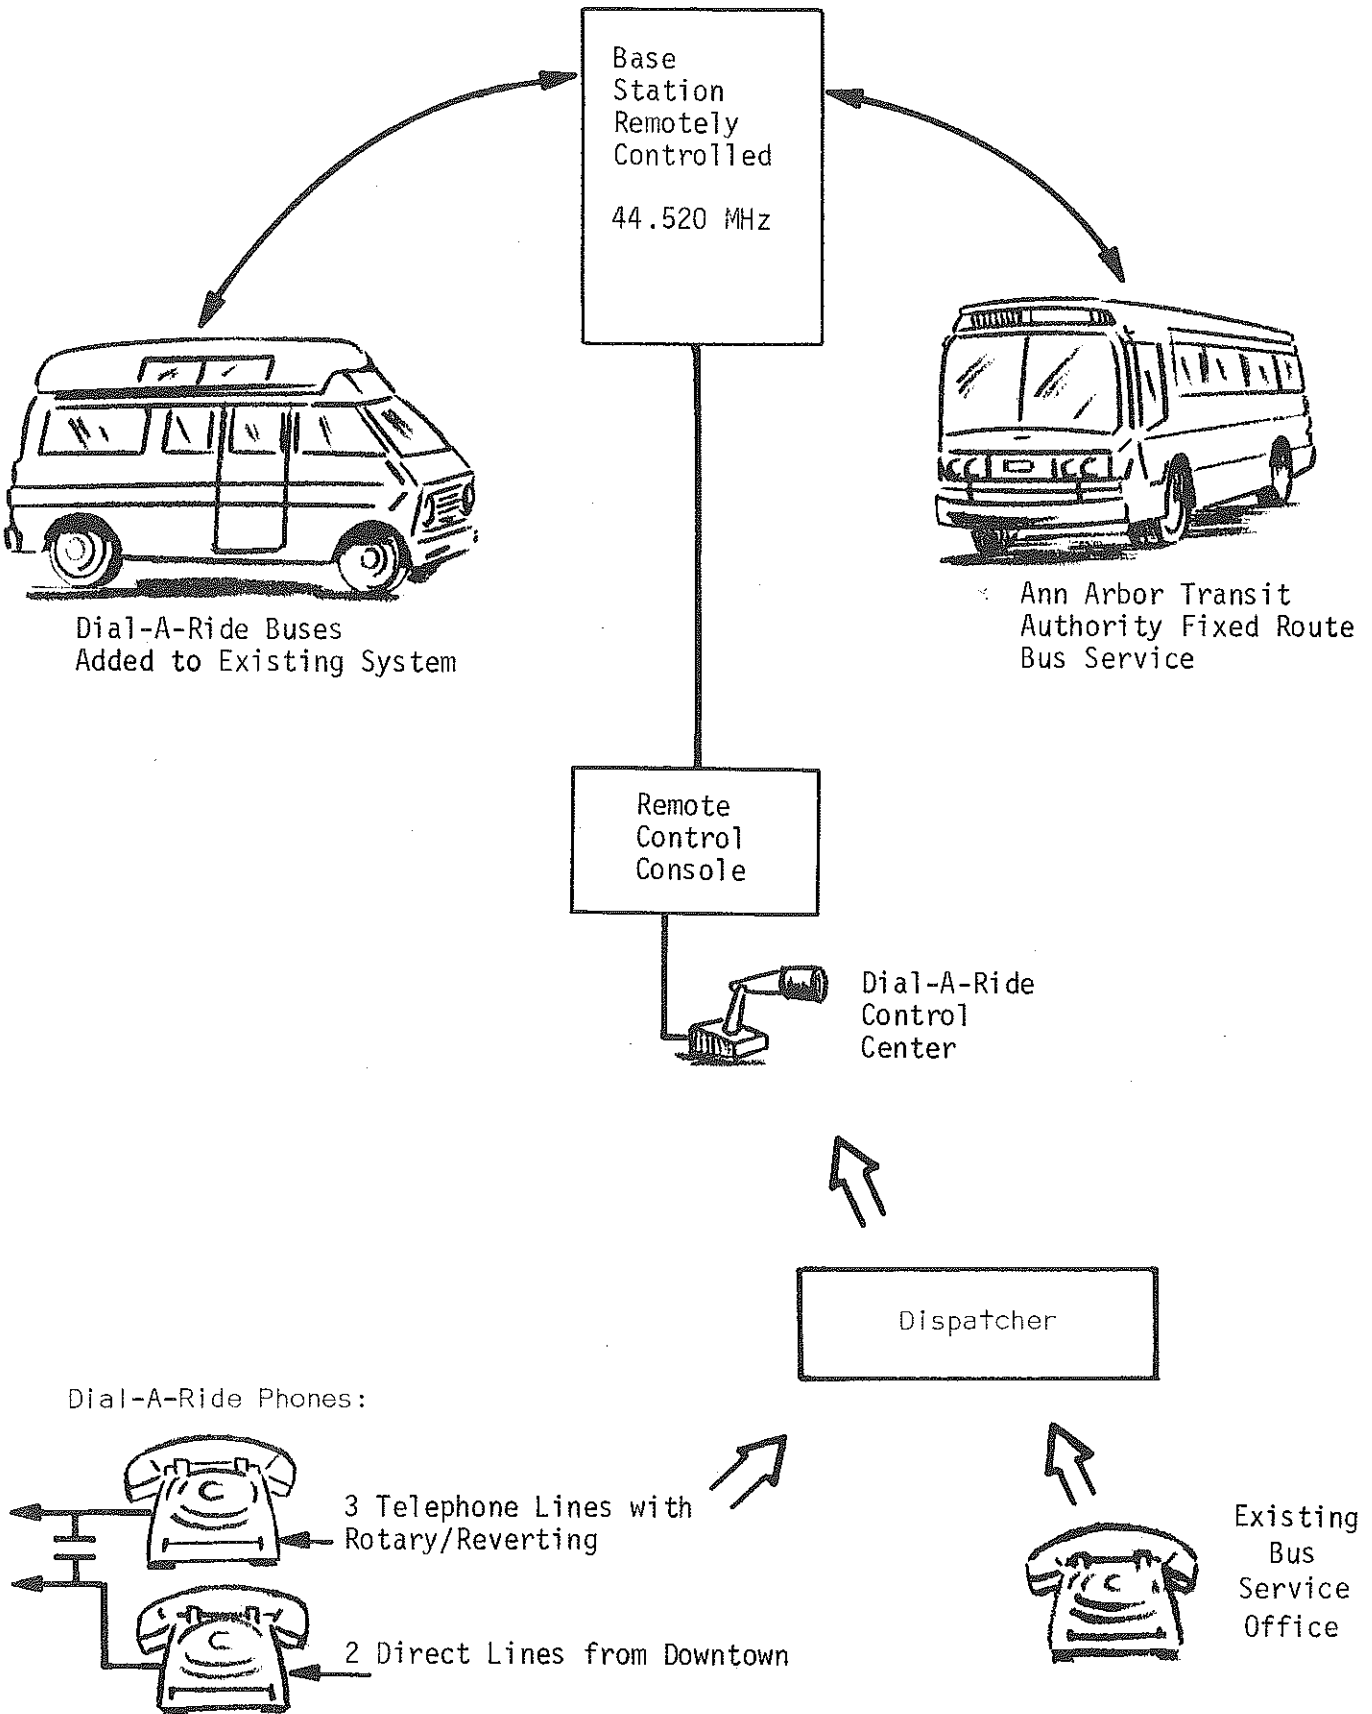 Base
Station
Remotely
Controlled
44.520 MHz
Dial-A-Ride Buses
Added to Existing System
Ann Arbor Transit
Authority Fixed Route
Bus Service
Remote
Control
Console
Dial-A-Ride
Control
Center
Dispatcher
Dial-A-Ride Phones:
3 Telephone Lines with
Rotary/Reverting
2 Direct Lines from Downtown
Existing
Bus
Service
Office